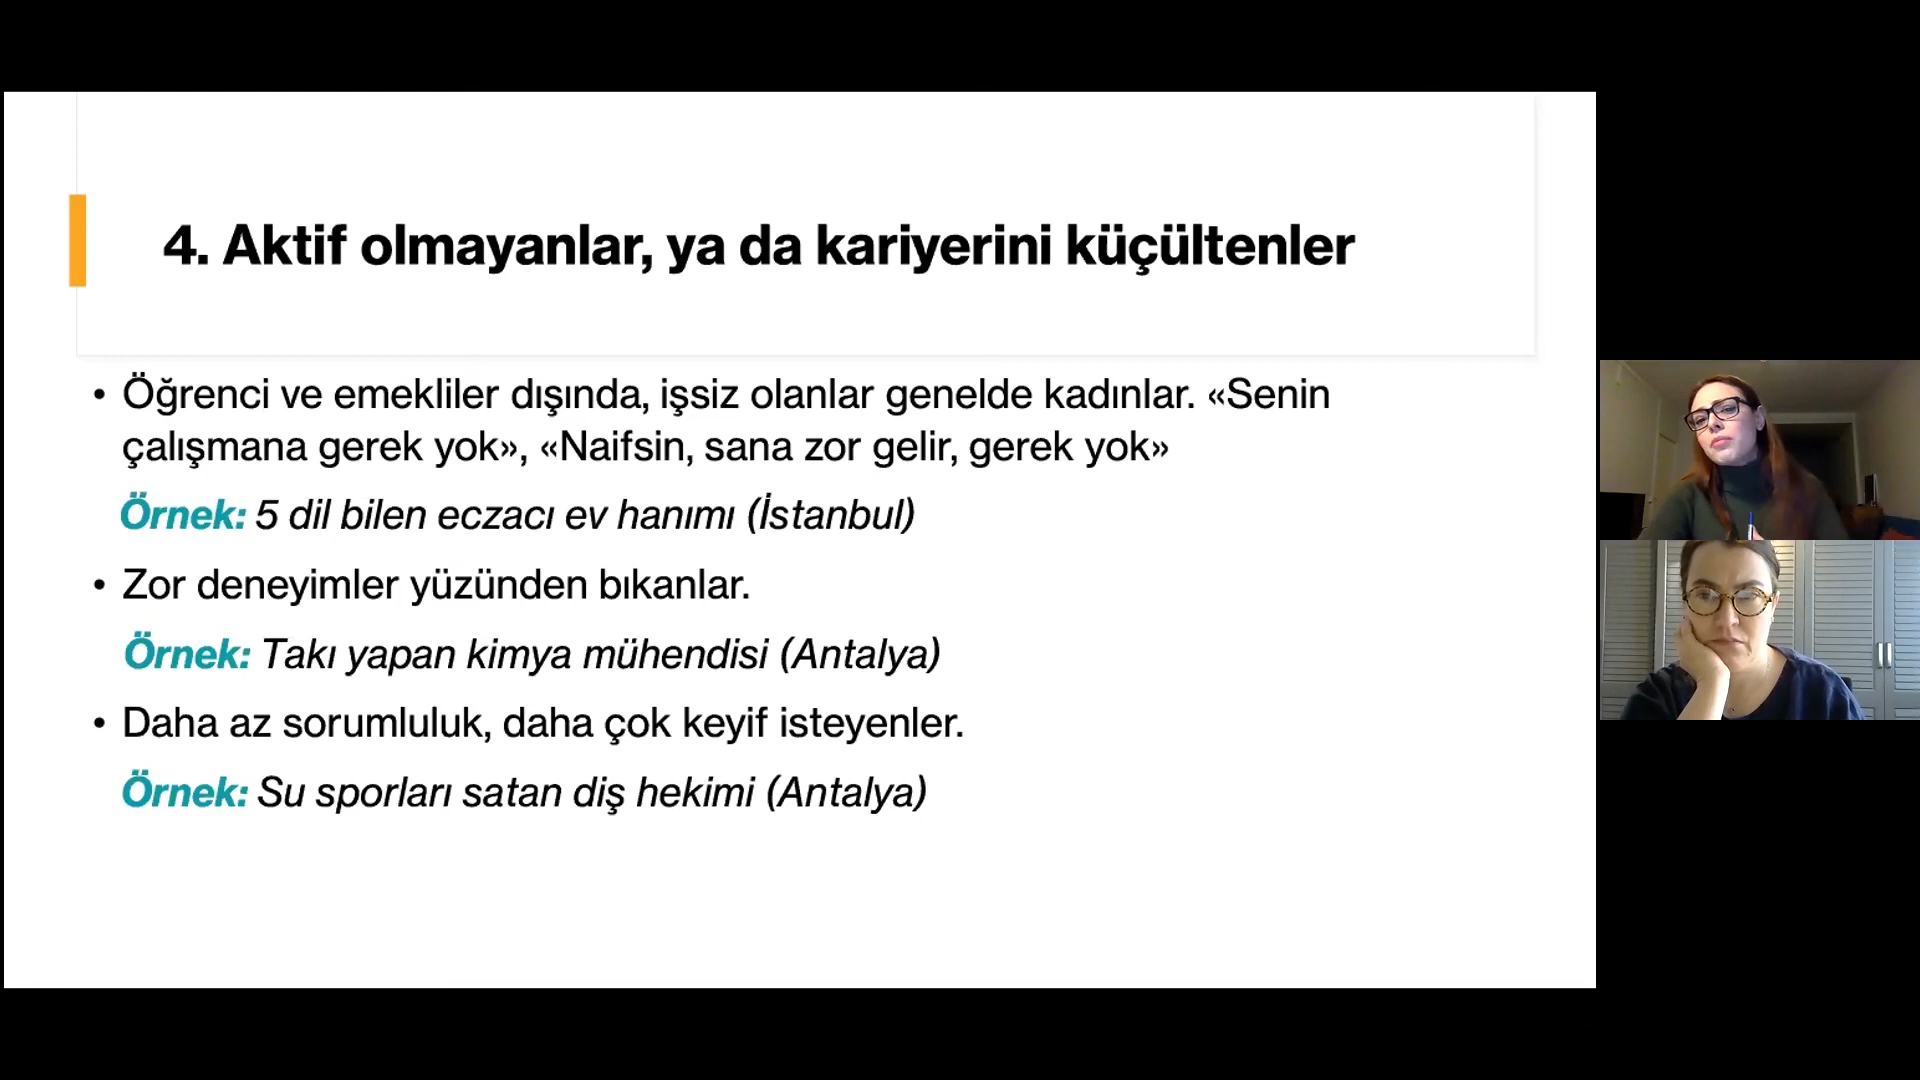 4. Aktif olmayanlar, ya da kariyerini küçültenler
• Öğrenci ve emekliler dışında, işsiz olanlar genelde kadınlar. «Senin
çalışmana gerek yok», «Naifsin, sana zor gelir, gerek yok»
Örnek: 5 dil bilen eczacı ev hanımı (İstanbul)
• Zor deneyimler yüzünden bıkanlar.
Örnek: Takı yapan kimya mühendisi (Antalya)
• Daha az sorumluluk, daha çok keyif isteyenler.
Örnek: Su sporları satan diş hekimi (Antalya)